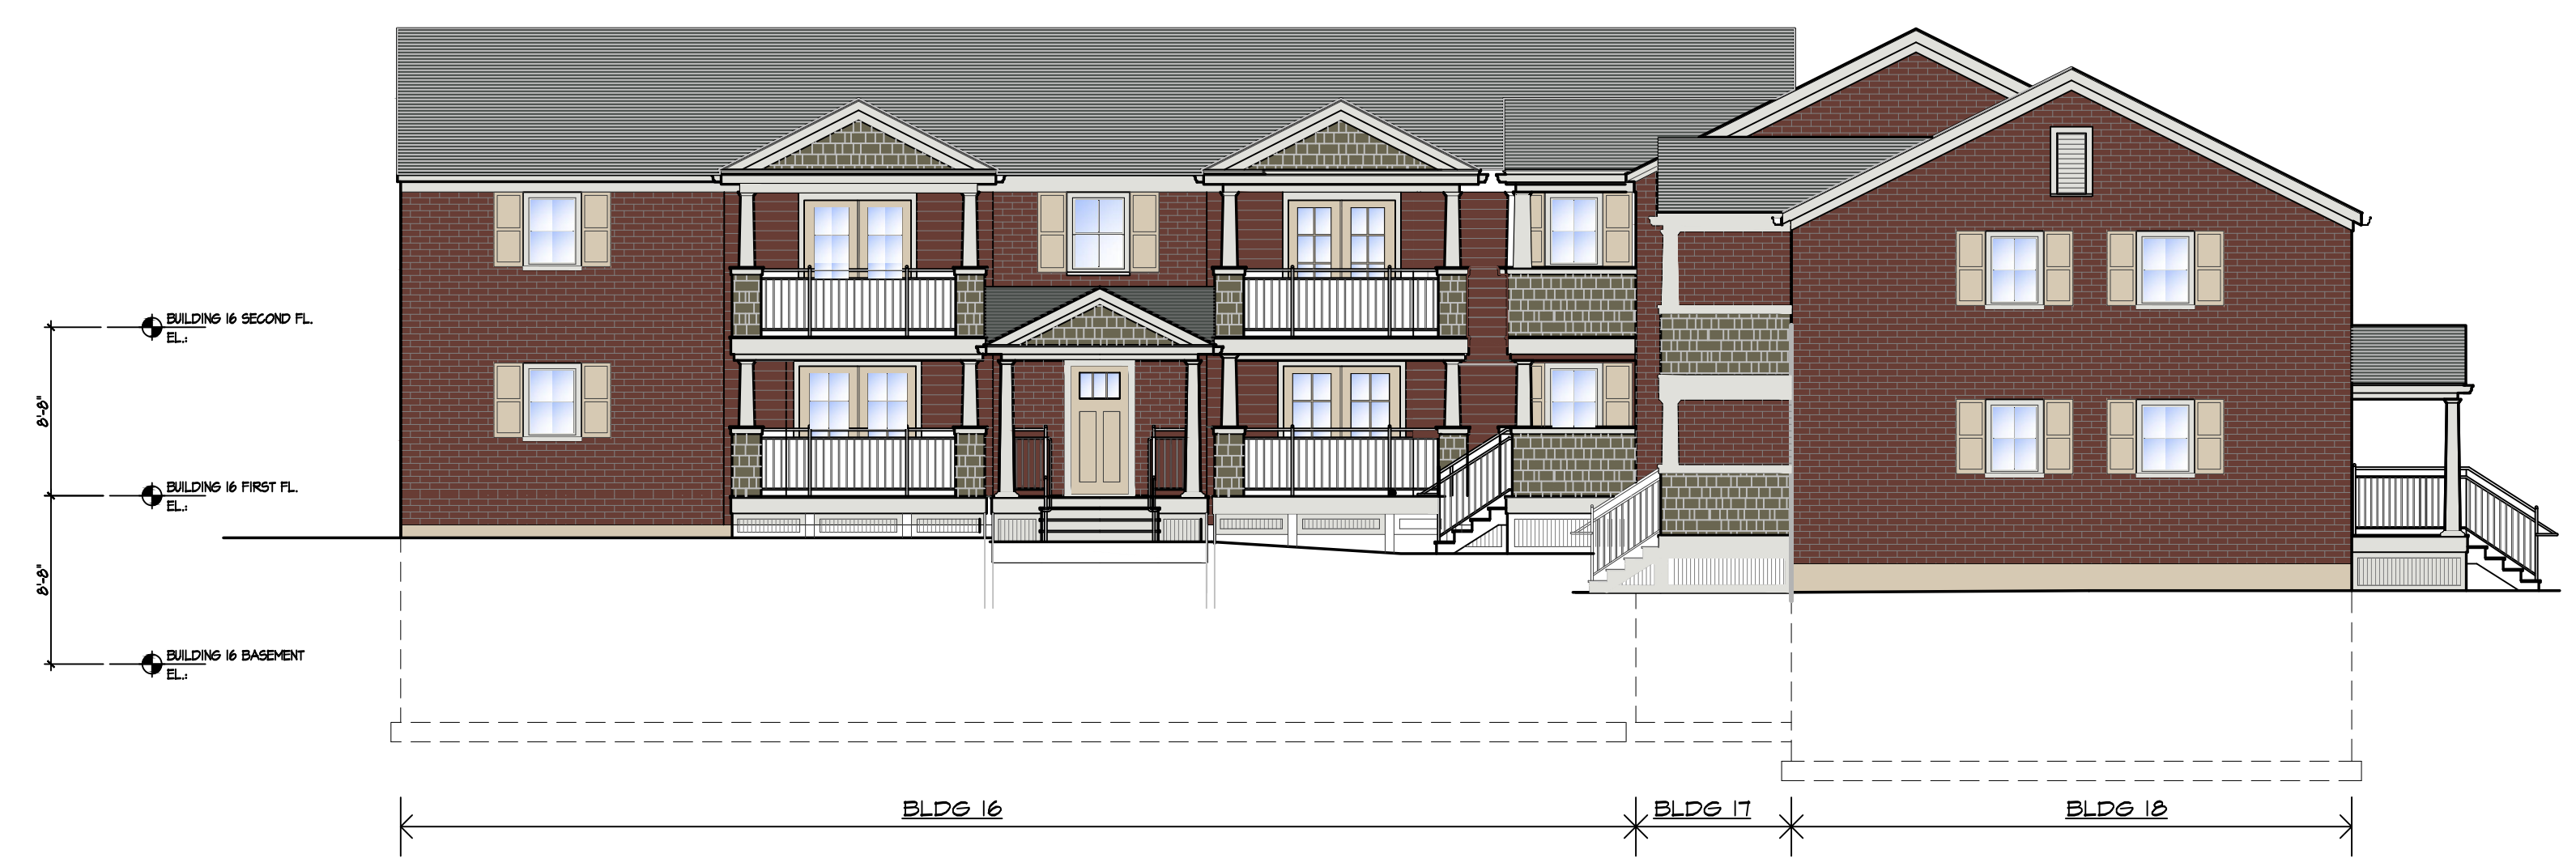 BUILDING 16 SECOND FL.
EL.:
8'-8"
BUILDING 16 FIRST FL.
EL.:
8'-8"
BUILDING 16 BASEMENT
EL.:
BLDG 16
BLDG 17
BLDG 18